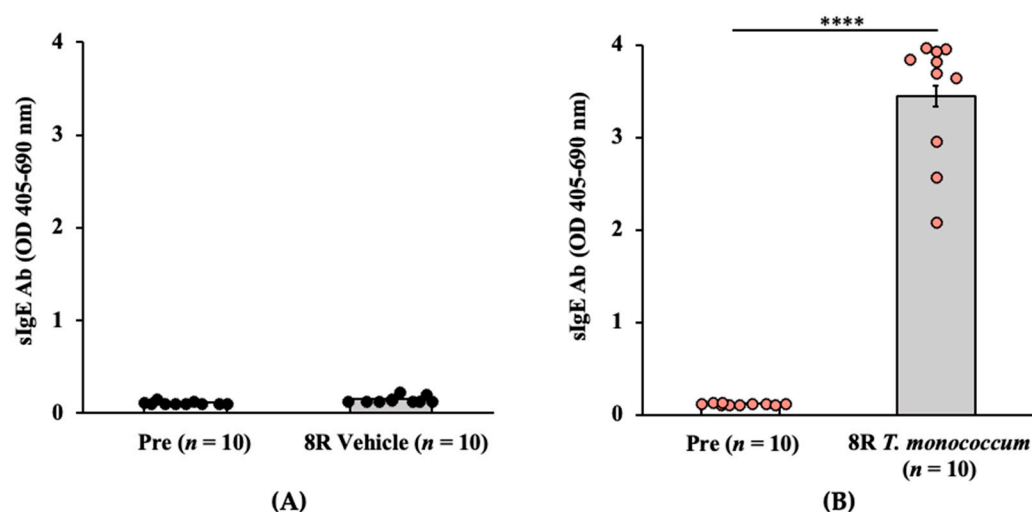 sIgE Ab (OD 405-690 nm)
4
3
2
1
0
Pre (n = 10)
8R Vehicle (n = 10)
(A)
sIgE Ab (OD 405-690 nm)
****
4
3
2
1
0
Pre (n = 10)
8R T. monococcum
(n = 10)
(B)